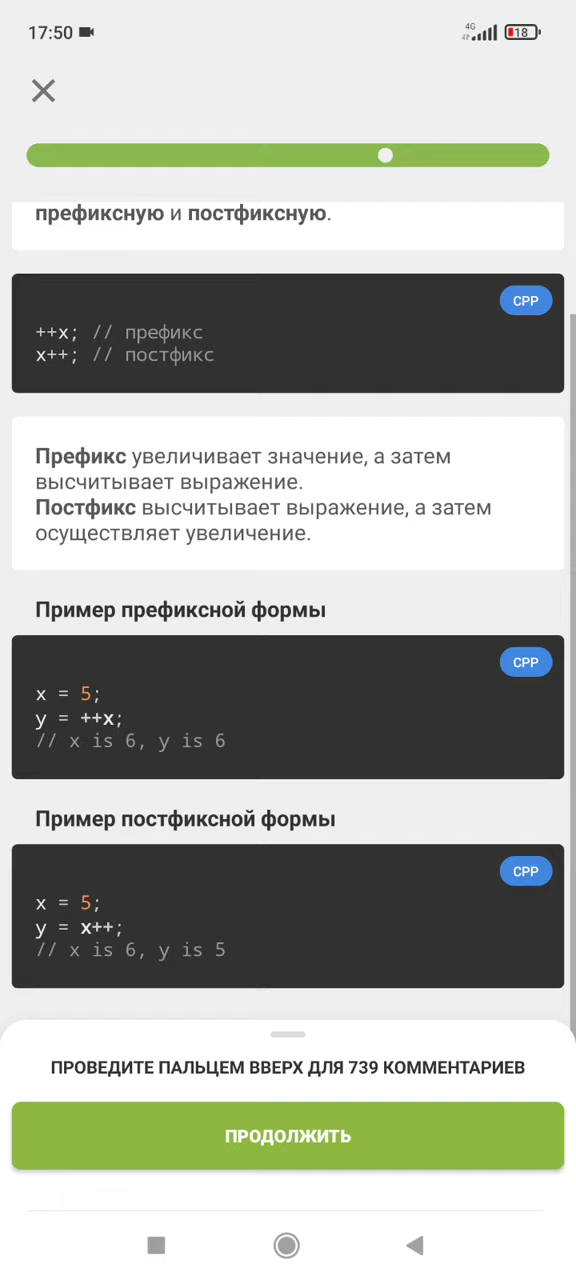 17:50
4G
18
префиксную и постфиксную.
CPP
++x; // префикс
x++; // постфикс
Префикс увеличивает значение, а затем
высчитывает выражение.
Постфикс высчитывает выражение, а затем
осуществляет увеличение.
Пример префиксной формы
CPP
x = 5;
y = ++x;
// x is 6, y is 6
Пример постфиксной формы
CPP
x = 5;
y = x++;
// x is 6, y is 5
ПРОВЕДИТЕ ПАЛЬЦЕМ ВВЕРХ ДЛЯ 739 КОММЕНТАРИЕВ
ПРОДОЛЖИТЬ